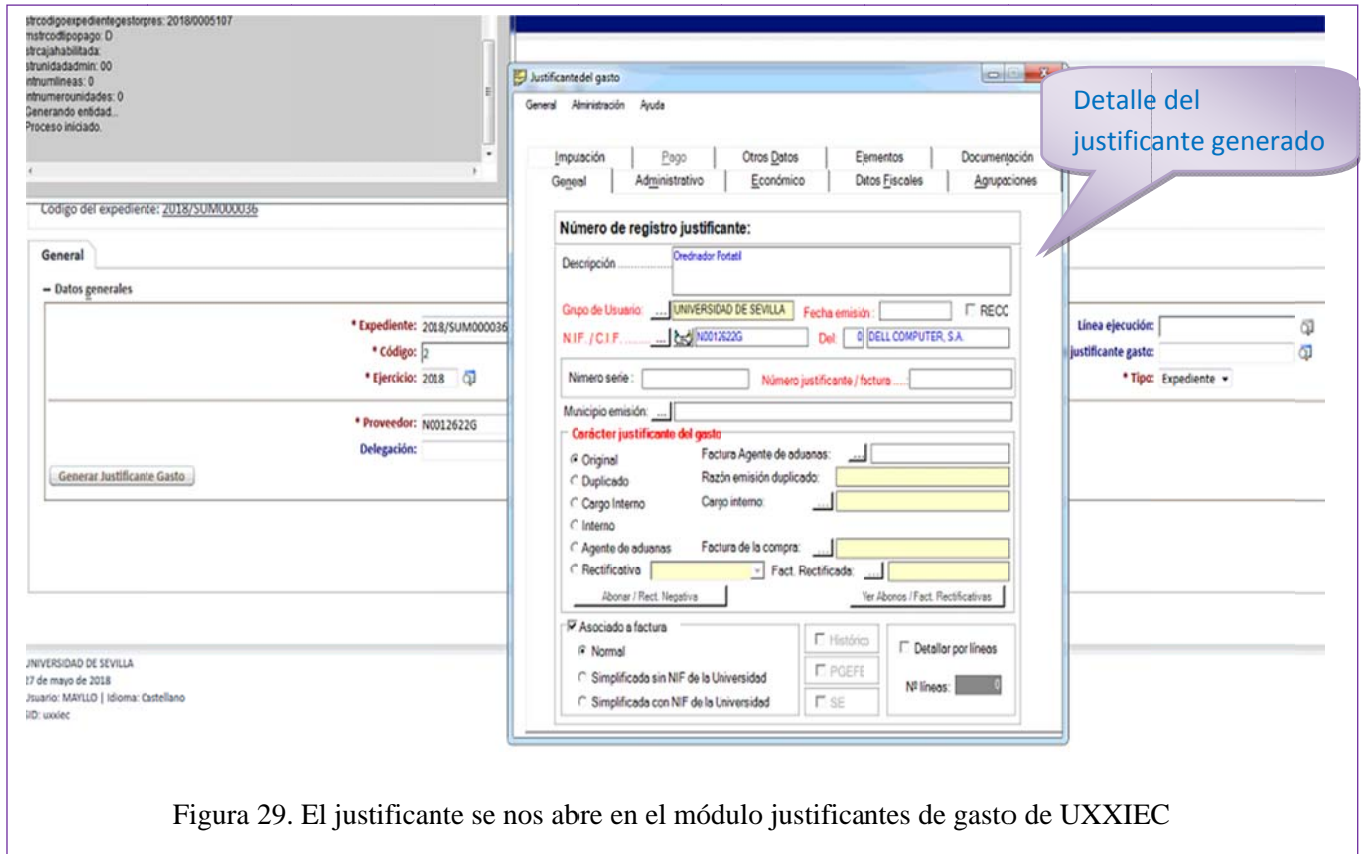 strcodigoexpedientegestorpres: 2018/0005107
mstrcodtipopago: D
strcajahabilitada:
strunidadadmin: 00
ntnumlineas: 0
ntnumerounidades: 0
Generando entidad...
Proceso iniciado.
Código del expediente: 2018/SUM000036
General
Datos generales
* Expediente: 2018/SUM000036
* Código: 2
* Ejercicio: 2018
* Proveedor: N0012622G
Delegación:
Generar Justificante Gasto
Línea ejecución:
justificante gasto:
* Tipo: Expediente
UNIVERSIDAD DE SEVILLA
27 de mayo de 2018
Usuario: MAYLLO | Idioma: Castellano
SID: uxxiec
Justificantedel gasto
General Alministración Ayuda
Impuación Pago Otros Datos Eementos Documentación
General Administrativo Económico Ditos Fiscales Agrupaciones
Número de registro justificante:
Descripción Orednador Portatil
Grupo de Usuario: ... UNIVERSIDAD DE SEVILLA Fecha emisión: RECC
N.I.F. / C.I.F. ... N0012622G Del: 0 DELL COMPUTER, S.A.
Nímero serie : Número justificante / factura
Municipio emisión: ...
Carácter justificante del gasto
Original Factura Agente de aduanas: ...
Duplicado Razón emisión duplicado:
Cargo Interno Cargo interno: ...
Interno
Agente de aduanas Factura de la compra: ...
Rectificativa Fact. Rectificada: ...
Abonar / Rect. Negativa Ver Abonos / Fact. Rectificativas
Asociado a factura
Normal
Simplificada sin NIF de la Universidad
Simplificada con NIF de la Universidad
Histórico
PGEFE
SE
Detallar por líneas
Nº líneas: 0
Detalle del
justificante generado
Figura 29. El justificante se nos abre en el módulo justificantes de gasto de UXXIEC